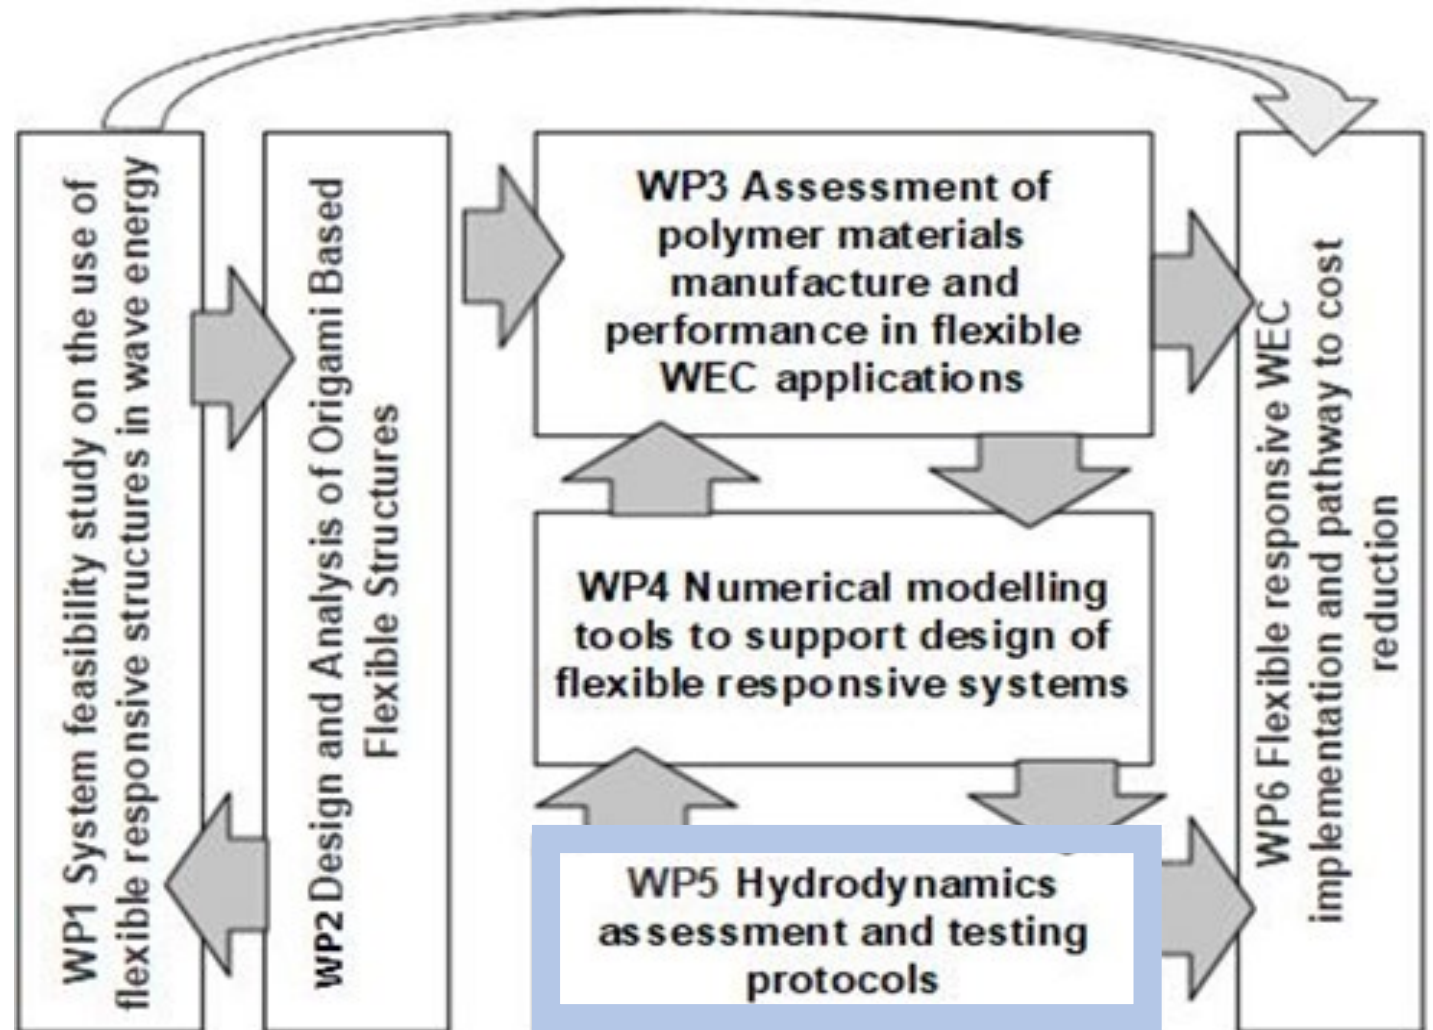 WP1 System feasibility study on the use of
flexible responsive structures in wave energy
WP2 Design and Analysis of Origami Based
Flexible Structures
WP3 Assessment of
polymer materials
manufacture and
performance in flexible
WEC applications
WP4 Numerical modelling
tools to support design of
flexible responsive systems
WP5 Hydrodynamics
assessment and testing
protocols
WP6 Flexible responsive WEC
implementation and pathway to cost
reduction